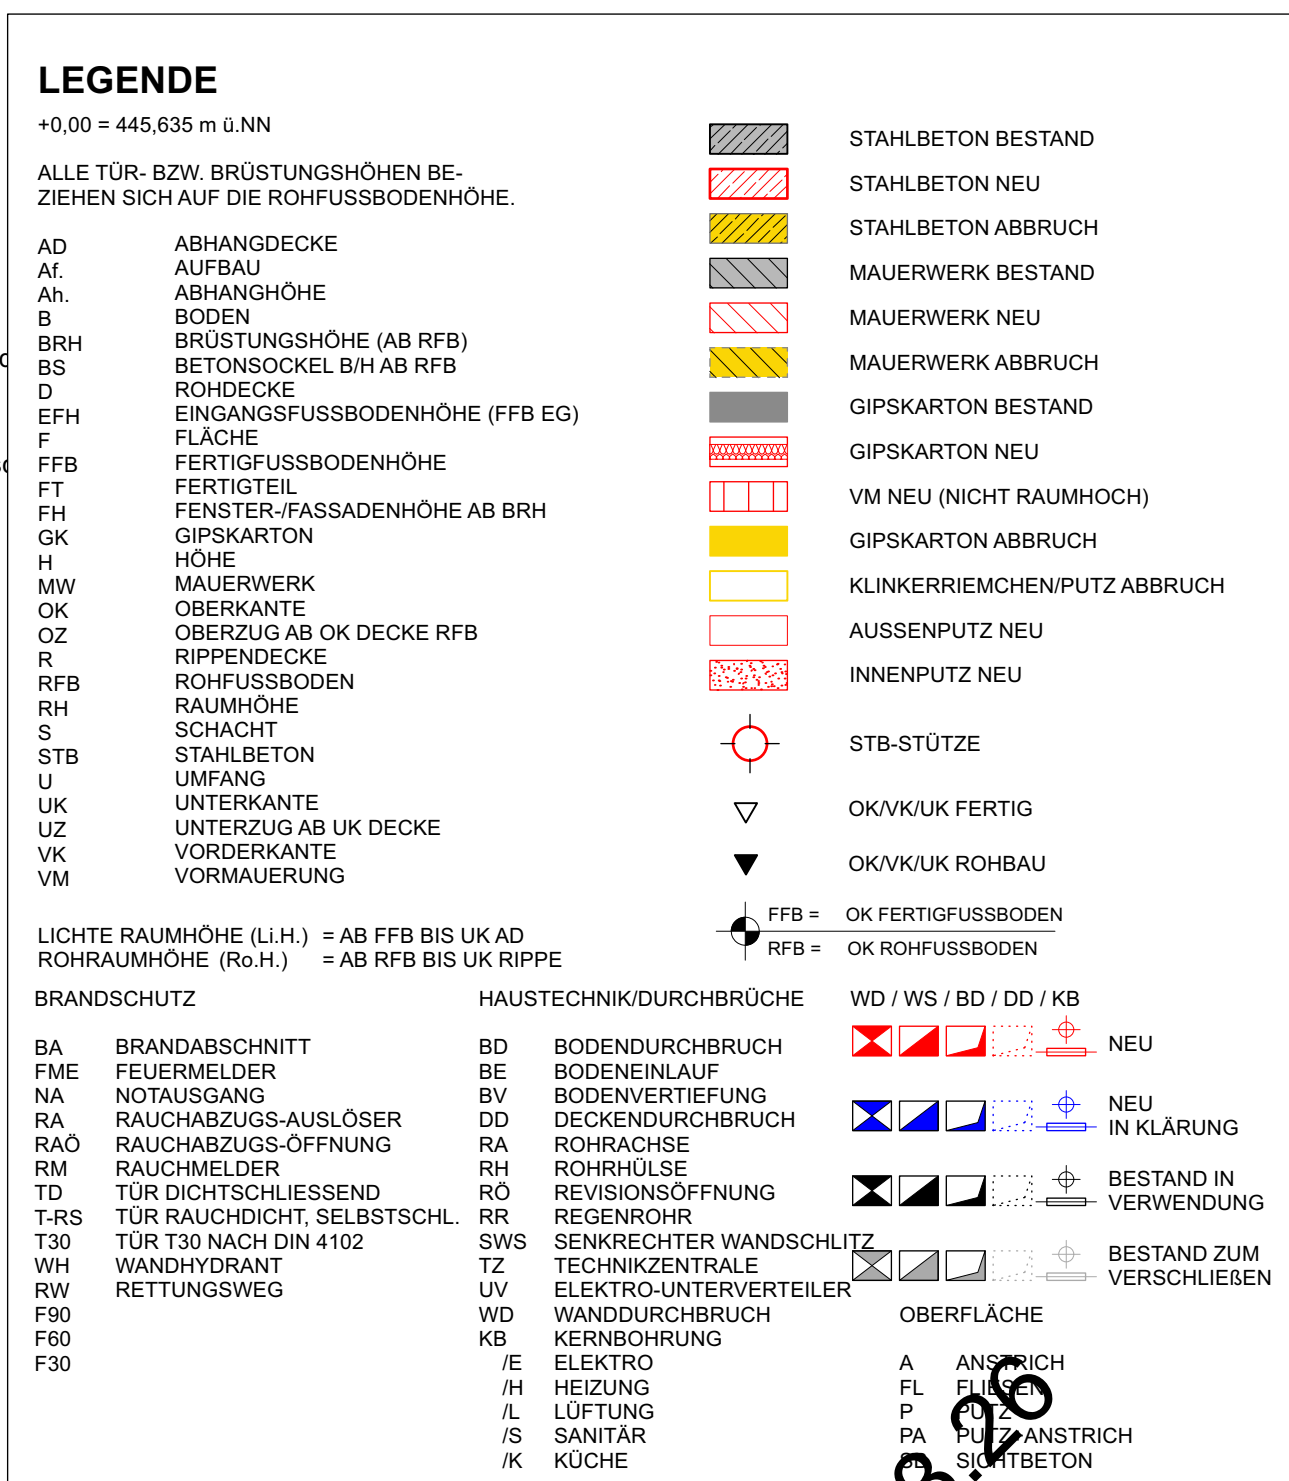 LEGENDE
+0,00 = 445,635 m ü.NN
ALLE TÜR- BZW. BRÜSTUNGSHÖHEN BE-
ZIEHEN SICH AUF DIE ROHFUSSBODENHÖHE.
AD ABHANGDECKE
Af. AUFBAU
Ah. ABHANGHÖHE
B BODEN
BRH BRÜSTUNGSHÖHE (AB RFB)
BS BETONSOCKEL B/H AB RFB
D ROHDECKE
EFH EINGANGSFUSSBODENHÖHE (FFB EG)
F FLÄCHE
FFB FERTIGFUSSBODENHÖHE
FT FERTIGTEIL
FH FENSTER-/FASSADENHÖHE AB BRH
GK GIPSKARTON
H HÖHE
MW MAUERWERK
OK OBERKANTE
OZ OBERZUG AB OK DECKE RFB
R RIPPENDECKE
RFB ROHFUSSBODEN
RH RAUMHÖHE
S SCHACHT
STB STAHLBETON
U UMFANG
UK UNTERKANTE
UZ UNTERZUG AB UK DECKE
VK VORDERKANTE
VM VORMAUERUNG
LICHTE RAUMHÖHE (Li.H.) = AB FFB BIS UK AD
ROHRAUMHÖHE (Ro.H.) = AB RFB BIS UK RIPPE
STAHLBETON BESTAND
STAHLBETON NEU
STAHLBETON ABBRUCH
MAUERWERK BESTAND
MAUERWERK NEU
MAUERWERK ABBRUCH
GIPSKARTON BESTAND
GIPSKARTON NEU
VM NEU (NICHT RAUMHOCH)
GIPSKARTON ABBRUCH
KLINKERRIEMCHEN/PUTZ ABBRUCH
AUSSENPUTZ NEU
INNENPUTZ NEU
STB-STÜTZE
OK/VK/UK FERTIG
OK/VK/UK ROHBAU
FFB = OK FERTIGFUSSBODEN
RFB = OK ROHFUSSBODEN
BRANDSCHUTZ
BA BRANDABSCHNITT
FME FEUERMELDER
NA NOTAUSGANG
RA RAUCHABZUGS-AUSLÖSER
RAÖ RAUCHABZUGS-ÖFFNUNG
RM RAUCHMELDER
TD TÜR DICHTSCHLIESSEND
T-RS TÜR RAUCHDICHT, SELBSTSCHL.
T30 TÜR T30 NACH DIN 4102
WH WANDHYDRANT
RW RETTUNGSWEG
F90
F60
F30
HAUSTECHNIK/DURCHBRÜCHE
BD BODENDURCHBRUCH
BE BODENEINLAUF
BV BODENVERTIEFUNG
DD DECKENDURCHBRUCH
RA ROHRACHSE
RH ROHRHÜLSE
RÖ REVISIONSÖFFNUNG
RR REGENROHR
SWS SENKRECHTER WANDSCHLITZ
TZ TECHNIKZENTRALE
UV ELEKTRO-UNTERVERTEILER
WD WANDDURCHBRUCH
KB KERNBOHRUNG
/E ELEKTRO
/H HEIZUNG
/L LÜFTUNG
/S SANITÄR
/K KÜCHE
WD / WS / BD / DD / KB
NEU
NEU
IN KLÄRUNG
BESTAND IN
VERWENDUNG
BESTAND ZUM
VERSCHLIEßEN
OBERFLÄCHE
A ANSTRICH
FL FLIESEN
P PUTZ
PA PUTZ+ANSTRICH
SICHTBETON